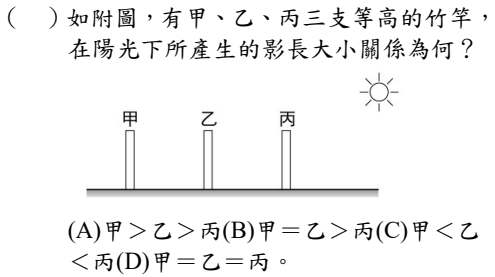 （　）如附圖，有甲、乙、丙三支等高的竹竿，
在陽光下所產生的影長大小關係為何？
甲　乙　丙
(A)甲＞乙＞丙(B)甲＝乙＞丙(C)甲＜乙
＜丙(D)甲＝乙＝丙。